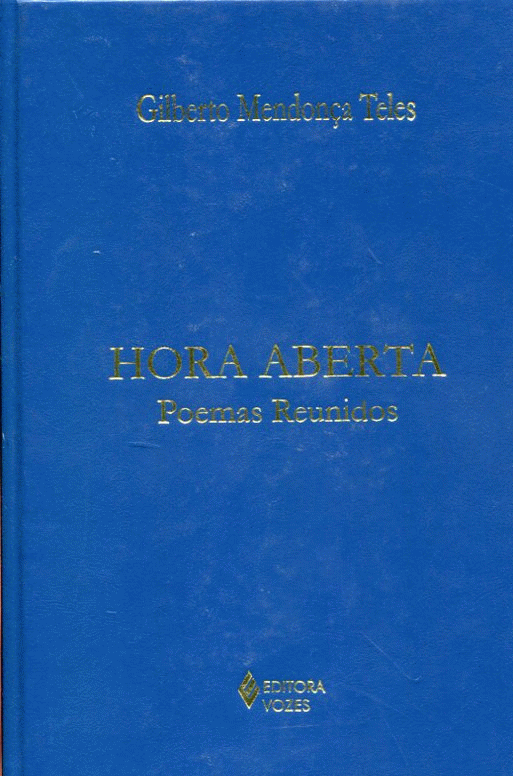 Gilberto Mendonça Teles
HORA ABERTA
Poemas Reunidos
EDITORA
VOZES